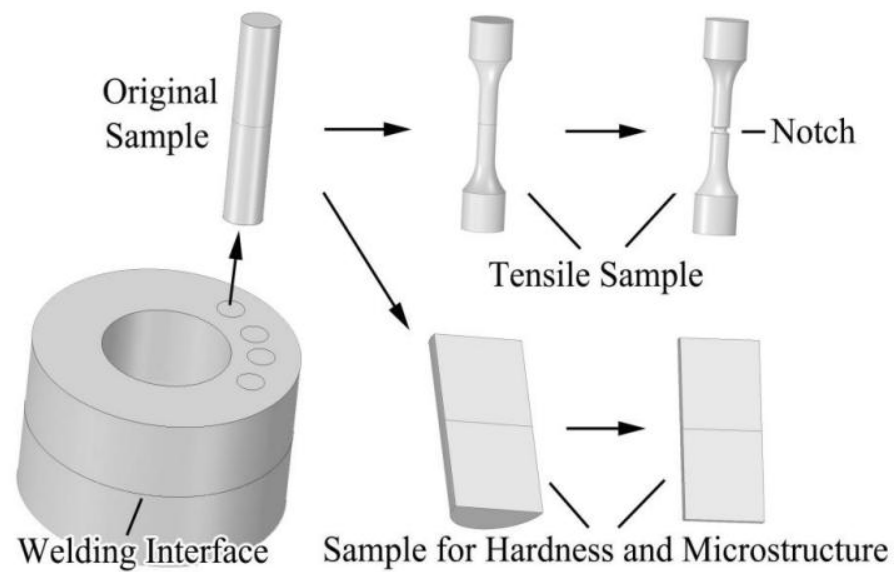 Original
Sample
Notch
Tensile Sample
Welding Interface
Sample for Hardness and Microstructure